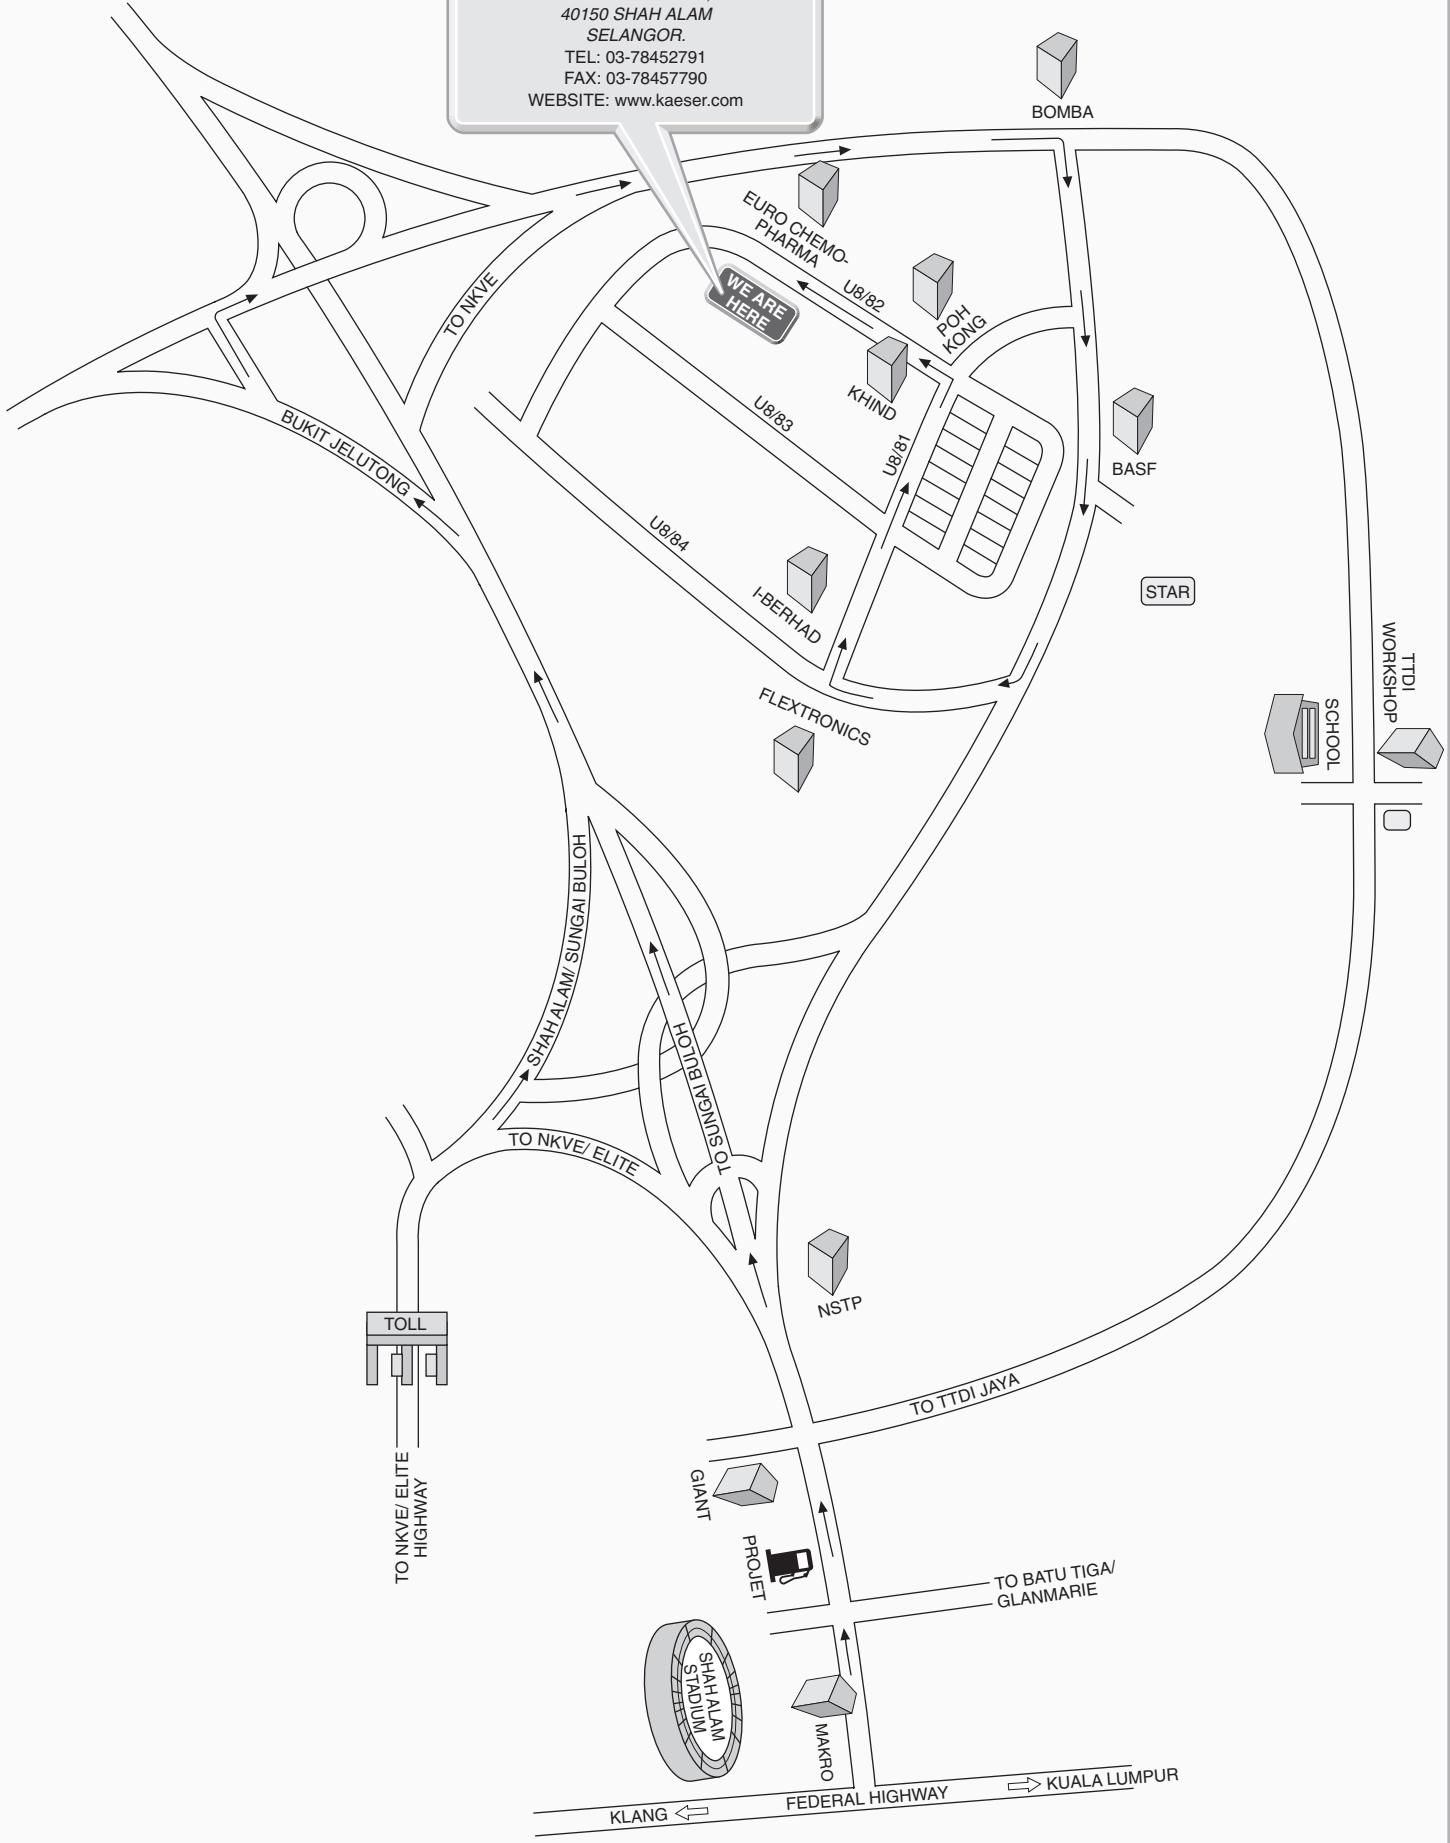 40150 SHAH ALAM
SELANGOR.
TEL: 03-78452791
FAX: 03-78457790
WEBSITE: www.kaeser.com
BOMBA
EURO CHEMO-
PHARMA
U8/82
POH
KONG
WE ARE
HERE
TO NKVE
KHIND
U8/83
U8/81
BUKIT JELUTONG
BASF
U8/84
I-BERHAD
STAR
FLEXTRONICS
TTDI
WORKSHOP
SCHOOL
SHAH ALAM/ SUNGAI BULOH
TO SUNGAI BULOH
TO NKVE/ ELITE
NSTP
TOLL
TO TTDI JAYA
TO NKVE/ ELITE
HIGHWAY
GIANT
PROJET
TO BATU TIGA/
GLANMARIE
SHAH ALAM
STADIUM
MAKRO
KUALA LUMPUR
FEDERAL HIGHWAY
KLANG